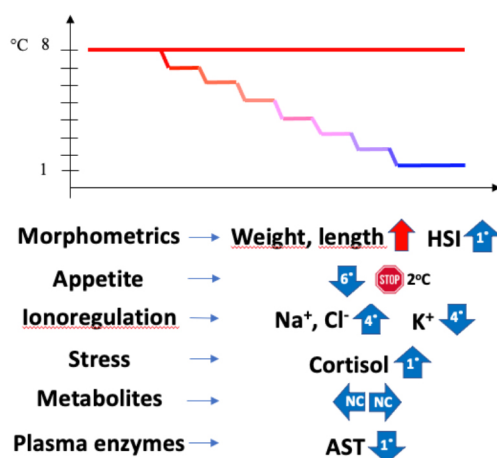 °C 8
1
Morphometrics Weight, length HSI 1°
Appetite 6° STOP 2°C
Ionoregulation Na⁺, Cl⁻ 4° K⁺ 4°
Stress Cortisol 1°
Metabolites NC NC
Plasma enzymes AST 1°